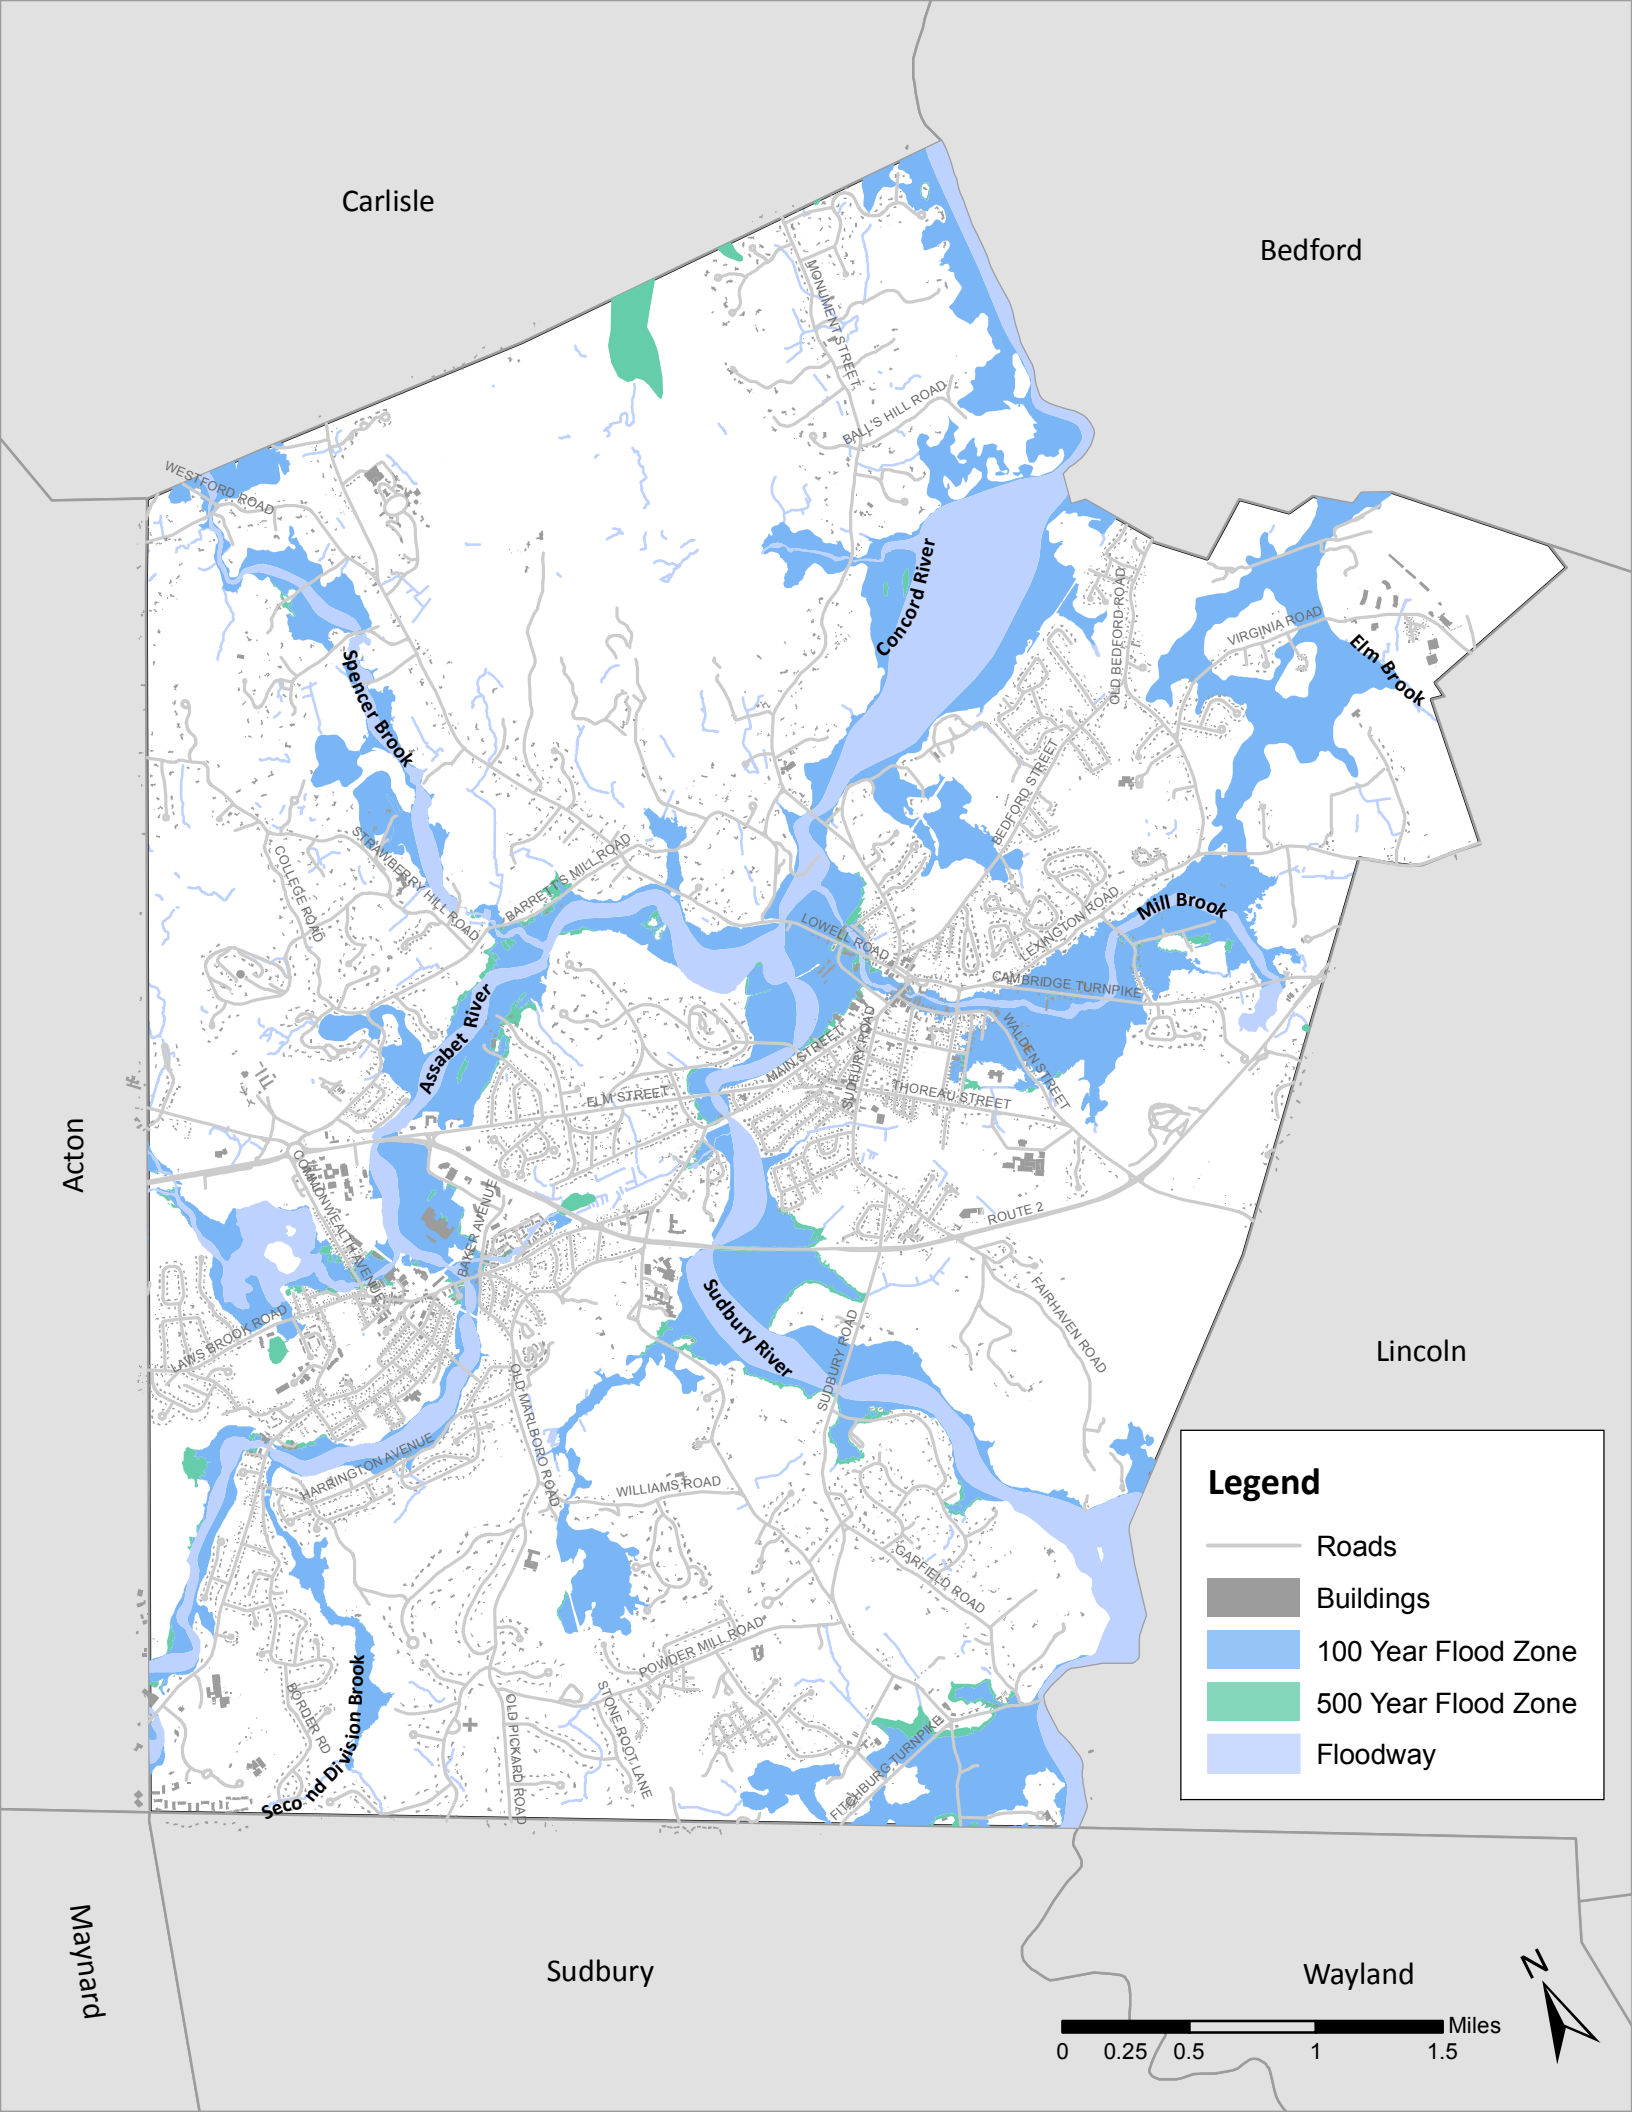 Carlisle
Bedford
MONUMENT STREET
BALL'S HILL ROAD
WESTFORD ROAD
Concord River
OLD BEDFORD ROAD
VIRGINIA ROAD
Elm Brook
Spencer Brook
BEDFORD STREET
STRAWBERRY HILL ROAD
BARRETT'S MILL ROAD
COLLEGE ROAD
LOWELL ROAD
LEXINGTON ROAD
Mill Brook
CAMBRIDGE TURNPIKE
Assabet River
MAIN STREET
SUDBURY ROAD
WALDEN STREET
ELM STREET
THOREAU STREET
Acton
COMMONWEALTH AVENUE
BAKER AVENUE
ROUTE 2
LAWS BROOK ROAD
Sudbury River
SUDBURY ROAD
FAIRHAVEN ROAD
Lincoln
OLD MARLBORO ROAD
HARRINGTON AVENUE
WILLIAMS ROAD
GARFIELD ROAD
POWDER MILL ROAD
BORDER RD
Second Division Brook
OLD PICKARD ROAD
STONE ROOT LANE
FITCHBURG TURNPIKE
Legend
Roads
Buildings
100 Year Flood Zone
500 Year Flood Zone
Floodway
Maynard
Sudbury
Wayland
N
Miles
0 0.25 0.5 1 1.5